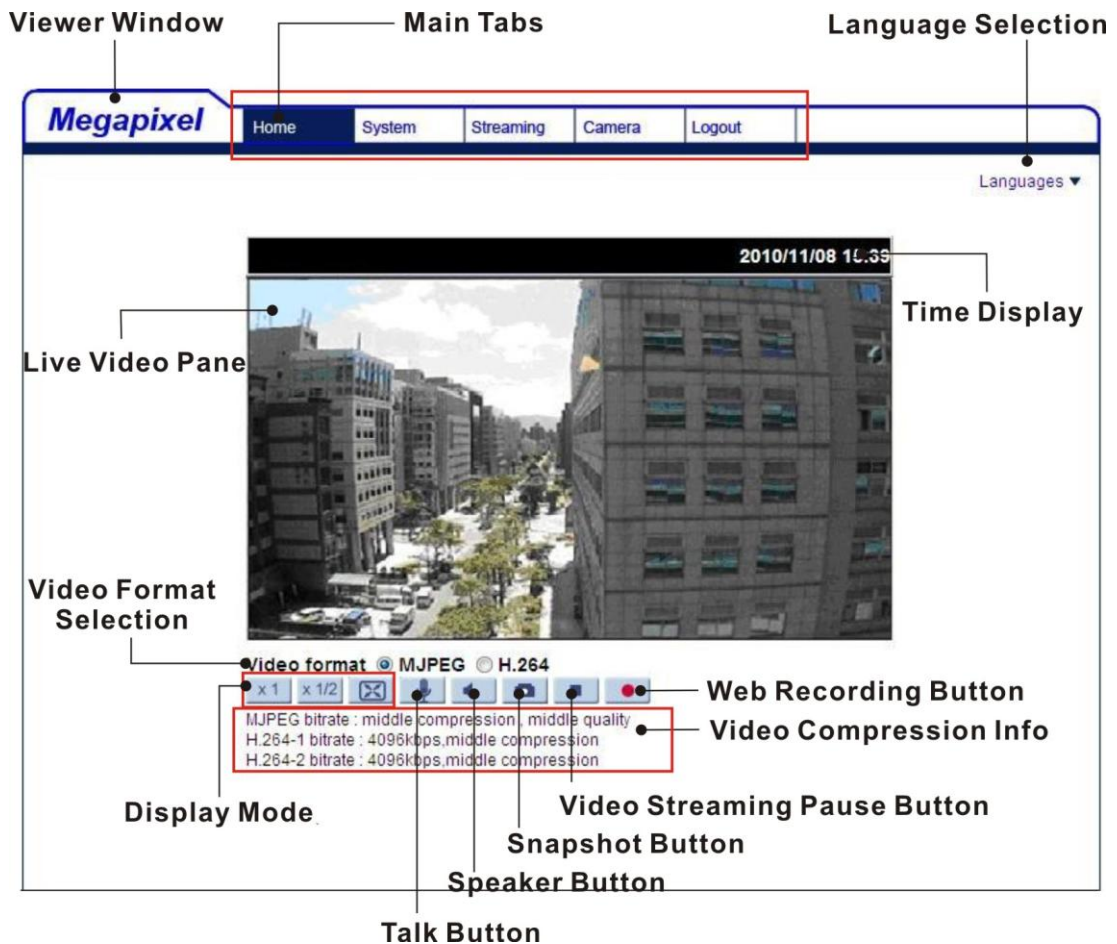 Viewer Window
Main Tabs
Language Selection
Megapixel
Home
System
Streaming
Camera
Logout
Languages
2010/11/08
Time Display
Live Video Pane
Video Format
Selection
Video format MJPEG H.264
x 1
x 1/2
Web Recording Button
MJPEG bitrate : middle compression , middle quality
Video Compression Info
H.264-1 bitrate : 4096kbps,middle compression
H.264-2 bitrate : 4096kbps,middle compression
Display Mode
Video Streaming Pause Button
Snapshot Button
Speaker Button
Talk Button